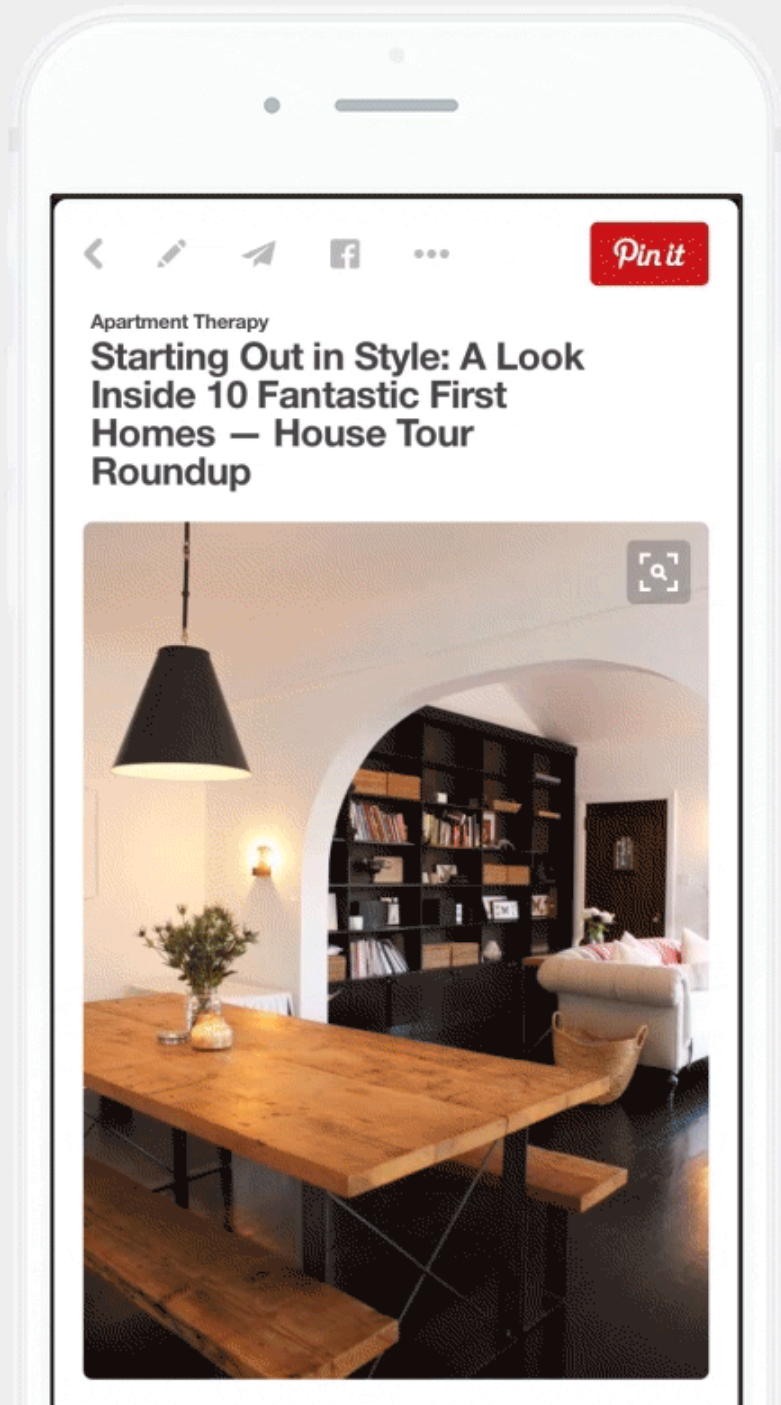 Pin it
Apartment Therapy
Starting Out in Style: A Look
Inside 10 Fantastic First
Homes — House Tour
Roundup